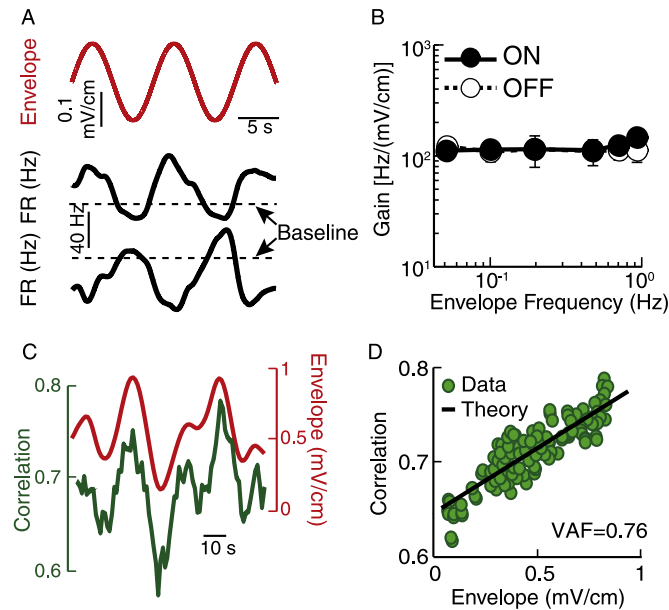 A
Envelope
0.1
mV/cm
5 s
FR (Hz)
FR (Hz)
40 Hz
Baseline
B
Gain [Hz/(mV/cm)]
10³
10²
10¹
ON
OFF
10⁻¹
10⁰
Envelope Frequency (Hz)
C
Correlation
0.8
0.7
0.6
Envelope (mV/cm)
1
0.5
0
10 s
D
Correlation
0.8
0.7
0.6
Data
Theory
VAF=0.76
0
0.5
1
Envelope (mV/cm)